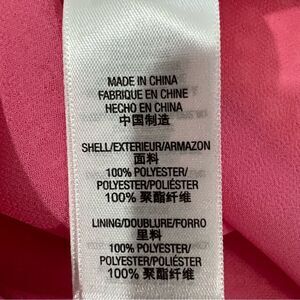 MADE IN CHINA
FABRIQUE EN CHINE
HECHO EN CHINA
中国制造
SHELL/EXTERIEUR/ARMAZON
面料
100% POLYESTER/
POLYESTER/POLIÉSTER
100% 聚酯纤维
LINING/DOUBLURE/FORRO
里料
100% POLYESTER/
POLYESTER/POLIÉSTER
100% 聚酯纤维